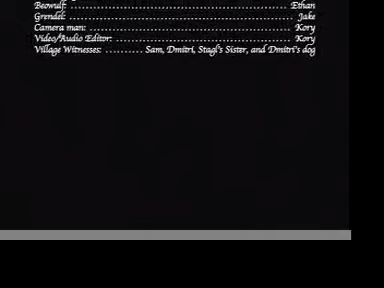 Beowulf: ................................................ Ethan
Grendel: ................................................ Jake
Camera man: ........................................... Kory
Video/Audio Editor: ..................................... Kory
Village Witnesses: .......... Sam, Dmitri, Stagl's Sister, and Dmitri's dog